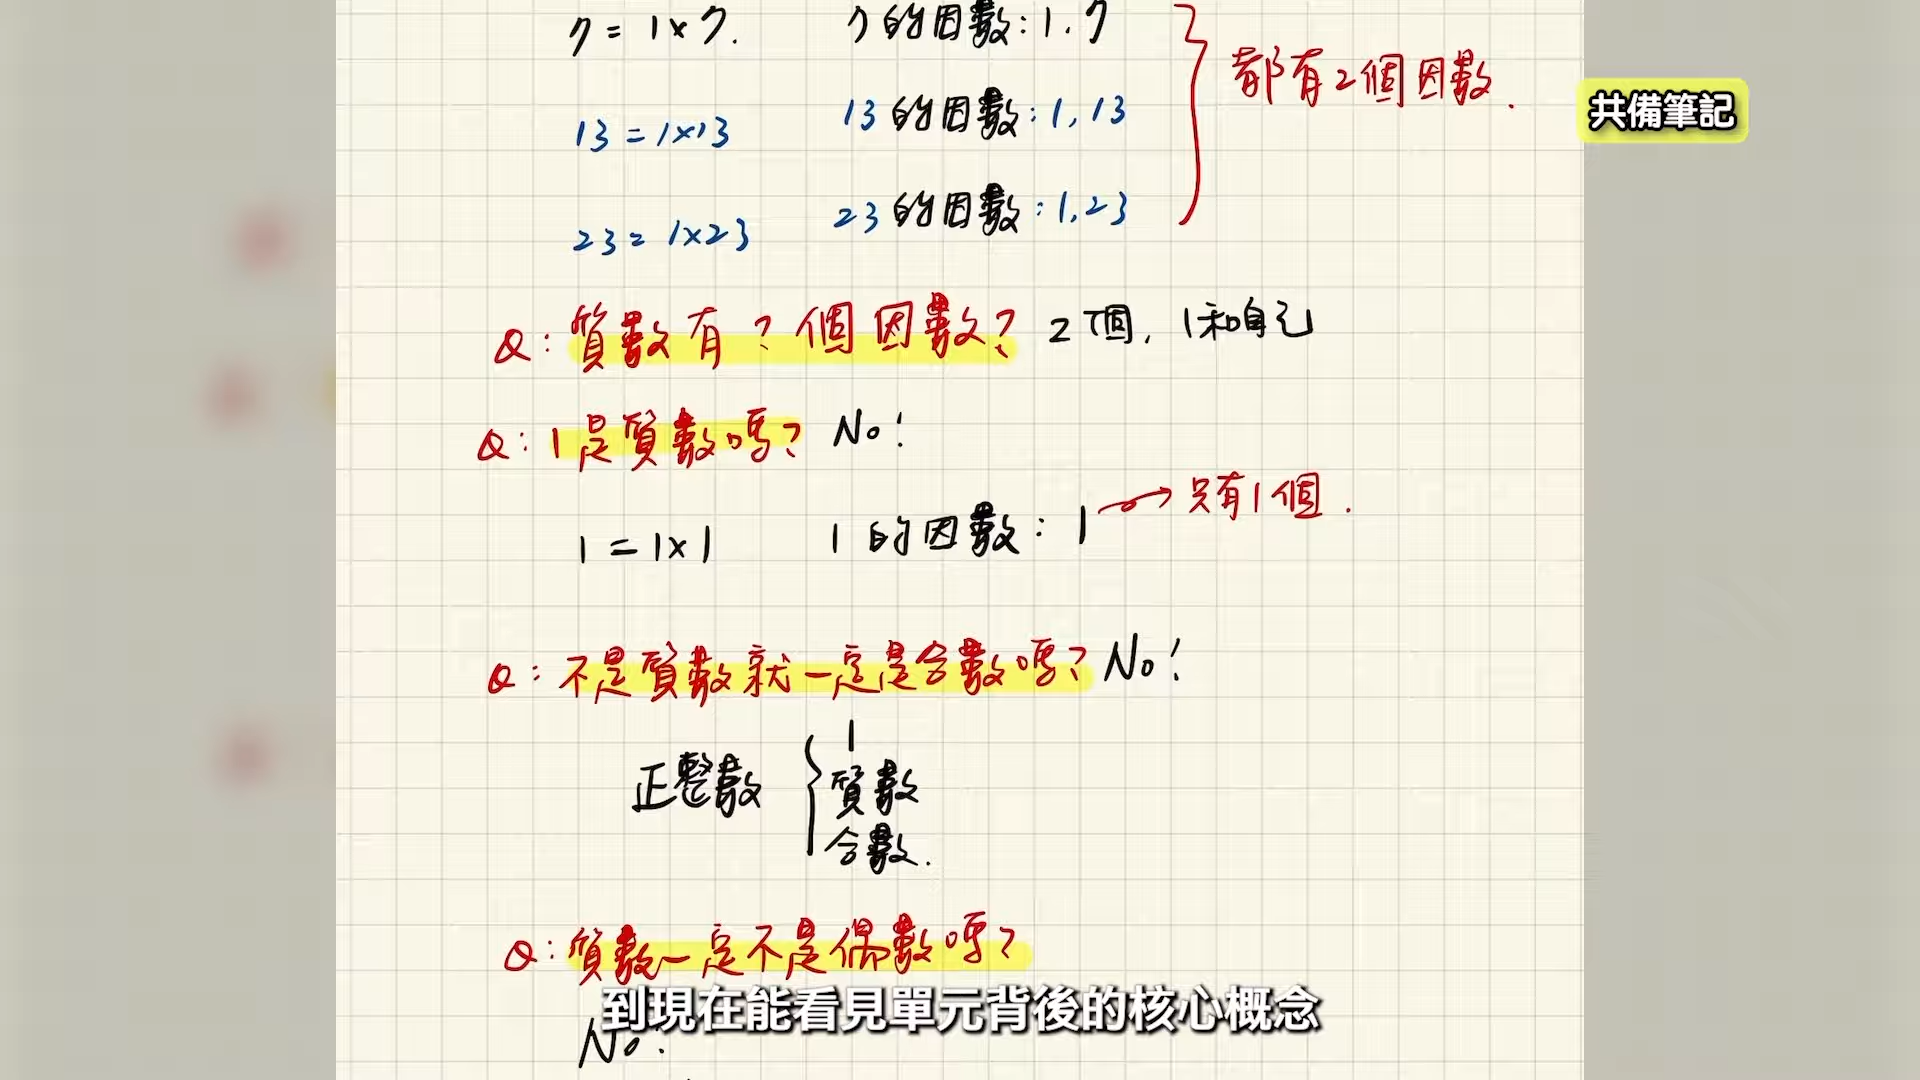 7 = 1×7. 7的因數:1.7
都有2個因數.
共備筆記
13 = 1×13 13的因數:1,13
23 = 1×23 23的因數:1,23
Q:質數有?個因數? 2個, 1和自己
Q:1是質數嗎? No!
1 = 1×1 1的因數: 1 → 只有1個.
Q:不是質數就一定是合數嗎? No!
1
正整數 { 質數
合數.
Q:質數一定不是偶數嗎?
到現在能看見單元背後的核心概念
No!